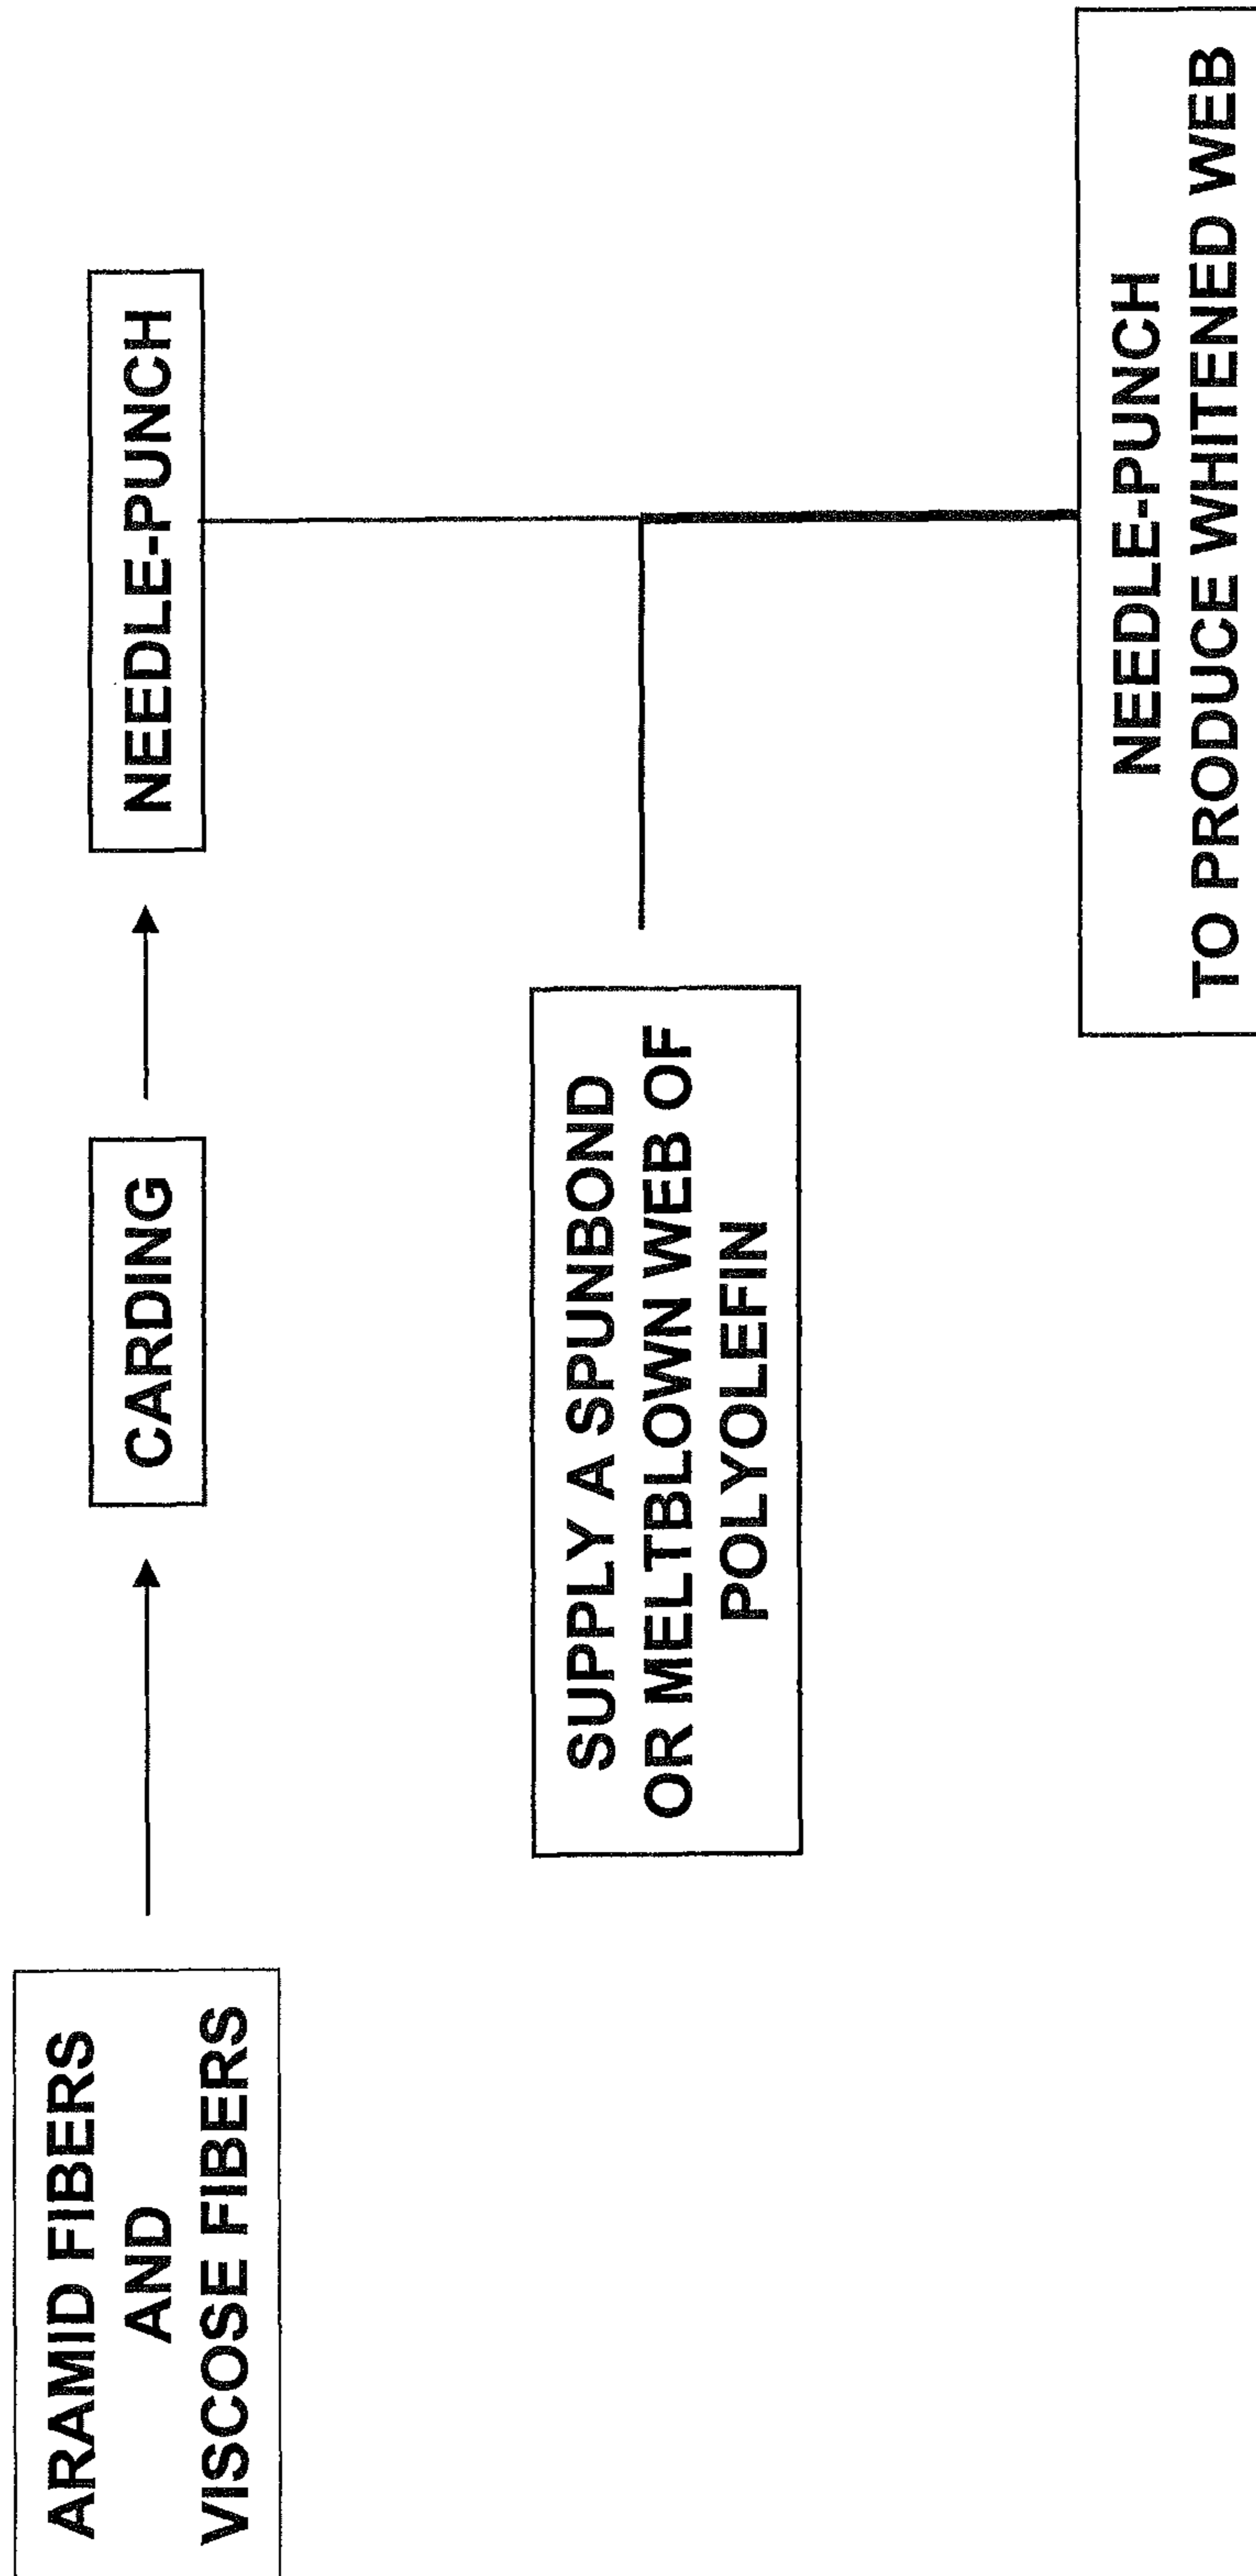 ARAMID FIBERS
AND
VISCOSE FIBERS
CARDING
NEEDLE-PUNCH
SUPPLY A SPUNBOND
OR MELTBLOWN WEB OF
POLYOLEFIN
NEEDLE-PUNCH
TO PRODUCE WHITENED WEB